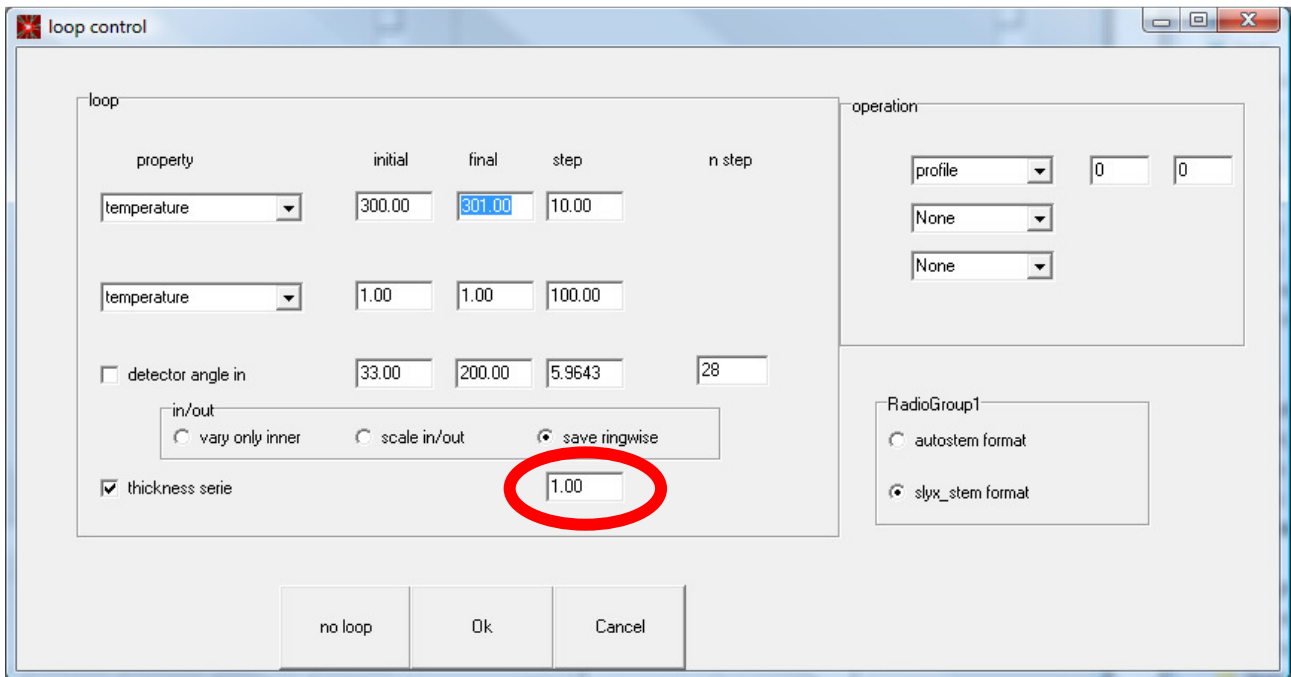 loop control
loop
property initial final step n step
temperature 300.00 301.00 10.00
temperature 1.00 1.00 100.00
detector angle in 33.00 200.00 5.9643 28
in/out
vary only inner scale in/out save ringwise
thickness serie 1.00
operation
profile 0 0
None
None
RadioGroup1
autostem format
slyx_stem format
no loop Ok Cancel